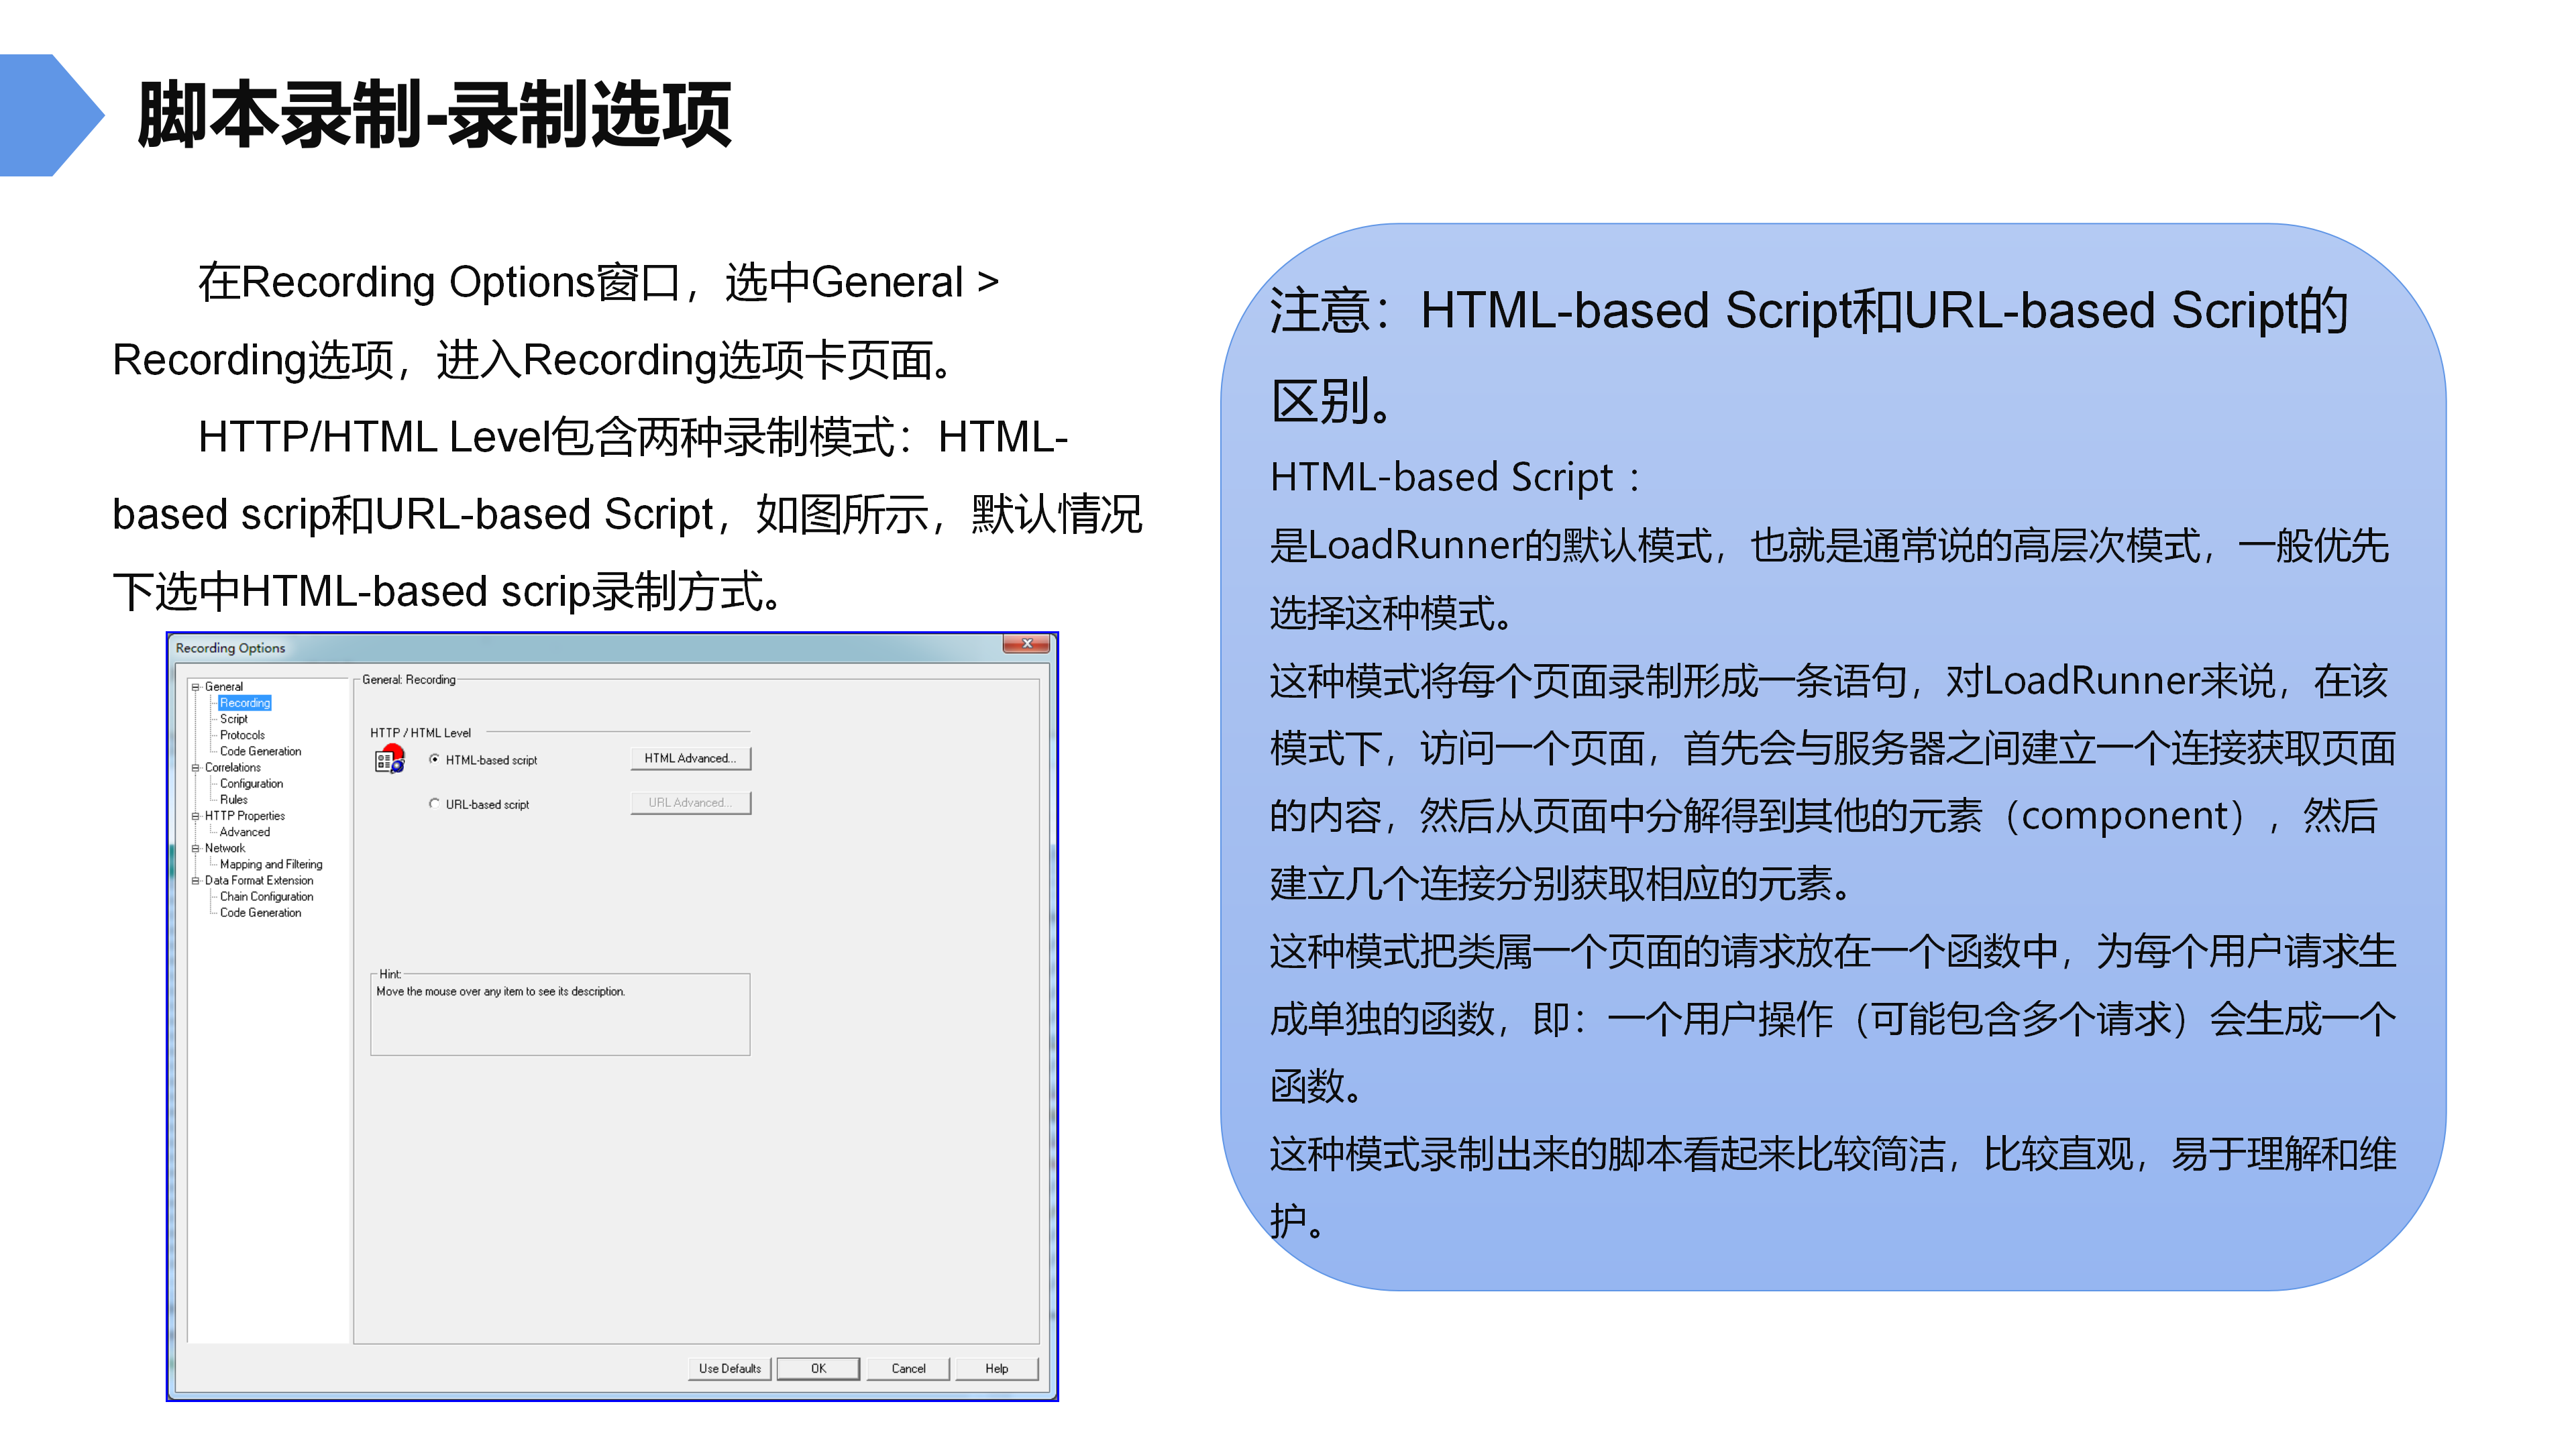 脚本录制-录制选项
在Recording Options窗口，选中General >
Recording选项，进入Recording选项卡页面。
HTTP/HTML Level包含两种录制模式：HTML-
based scrip和URL-based Script，如图所示，默认情况
下选中HTML-based scrip录制方式。
Recording Options
General
Recording
Script
Protocols
Code Generation
Correlations
Configuration
Rules
HTTP Properties
Advanced
Network
Mapping and Filtering
Data Format Extension
Chain Configuration
Code Generation
General: Recording
HTTP / HTML Level
HTML-based script
HTML Advanced...
URL-based script
URL Advanced...
Hint:
Move the mouse over any item to see its description.
Use Defaults
OK
Cancel
Help
注意：HTML-based Script和URL-based Script的
区别。
HTML-based Script：
是LoadRunner的默认模式，也就是通常说的高层次模式，一般优先
选择这种模式。
这种模式将每个页面录制形成一条语句，对LoadRunner来说，在该
模式下，访问一个页面，首先会与服务器之间建立一个连接获取页面
的内容，然后从页面中分解得到其他的元素（component），然后
建立几个连接分别获取相应的元素。
这种模式把类属一个页面的请求放在一个函数中，为每个用户请求生
成单独的函数，即：一个用户操作（可能包含多个请求）会生成一个
函数。
这种模式录制出来的脚本看起来比较简洁，比较直观，易于理解和维
护。